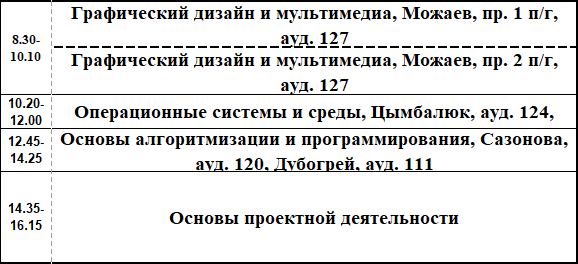 8.30-
10.10
Графический дизайн и мультимедиа, Можаев, пр. 1 п/г,
ауд. 127
Графический дизайн и мультимедиа, Можаев, пр. 2 п/г,
ауд. 127
10.20-
12.00
Операционные системы и среды, Цымбалюк, ауд. 124,
12.45-
14.25
Основы алгоритмизации и программирования, Сазонова,
ауд. 120, Дубогрей, ауд. 111
14.35-
16.15
Основы проектной деятельности